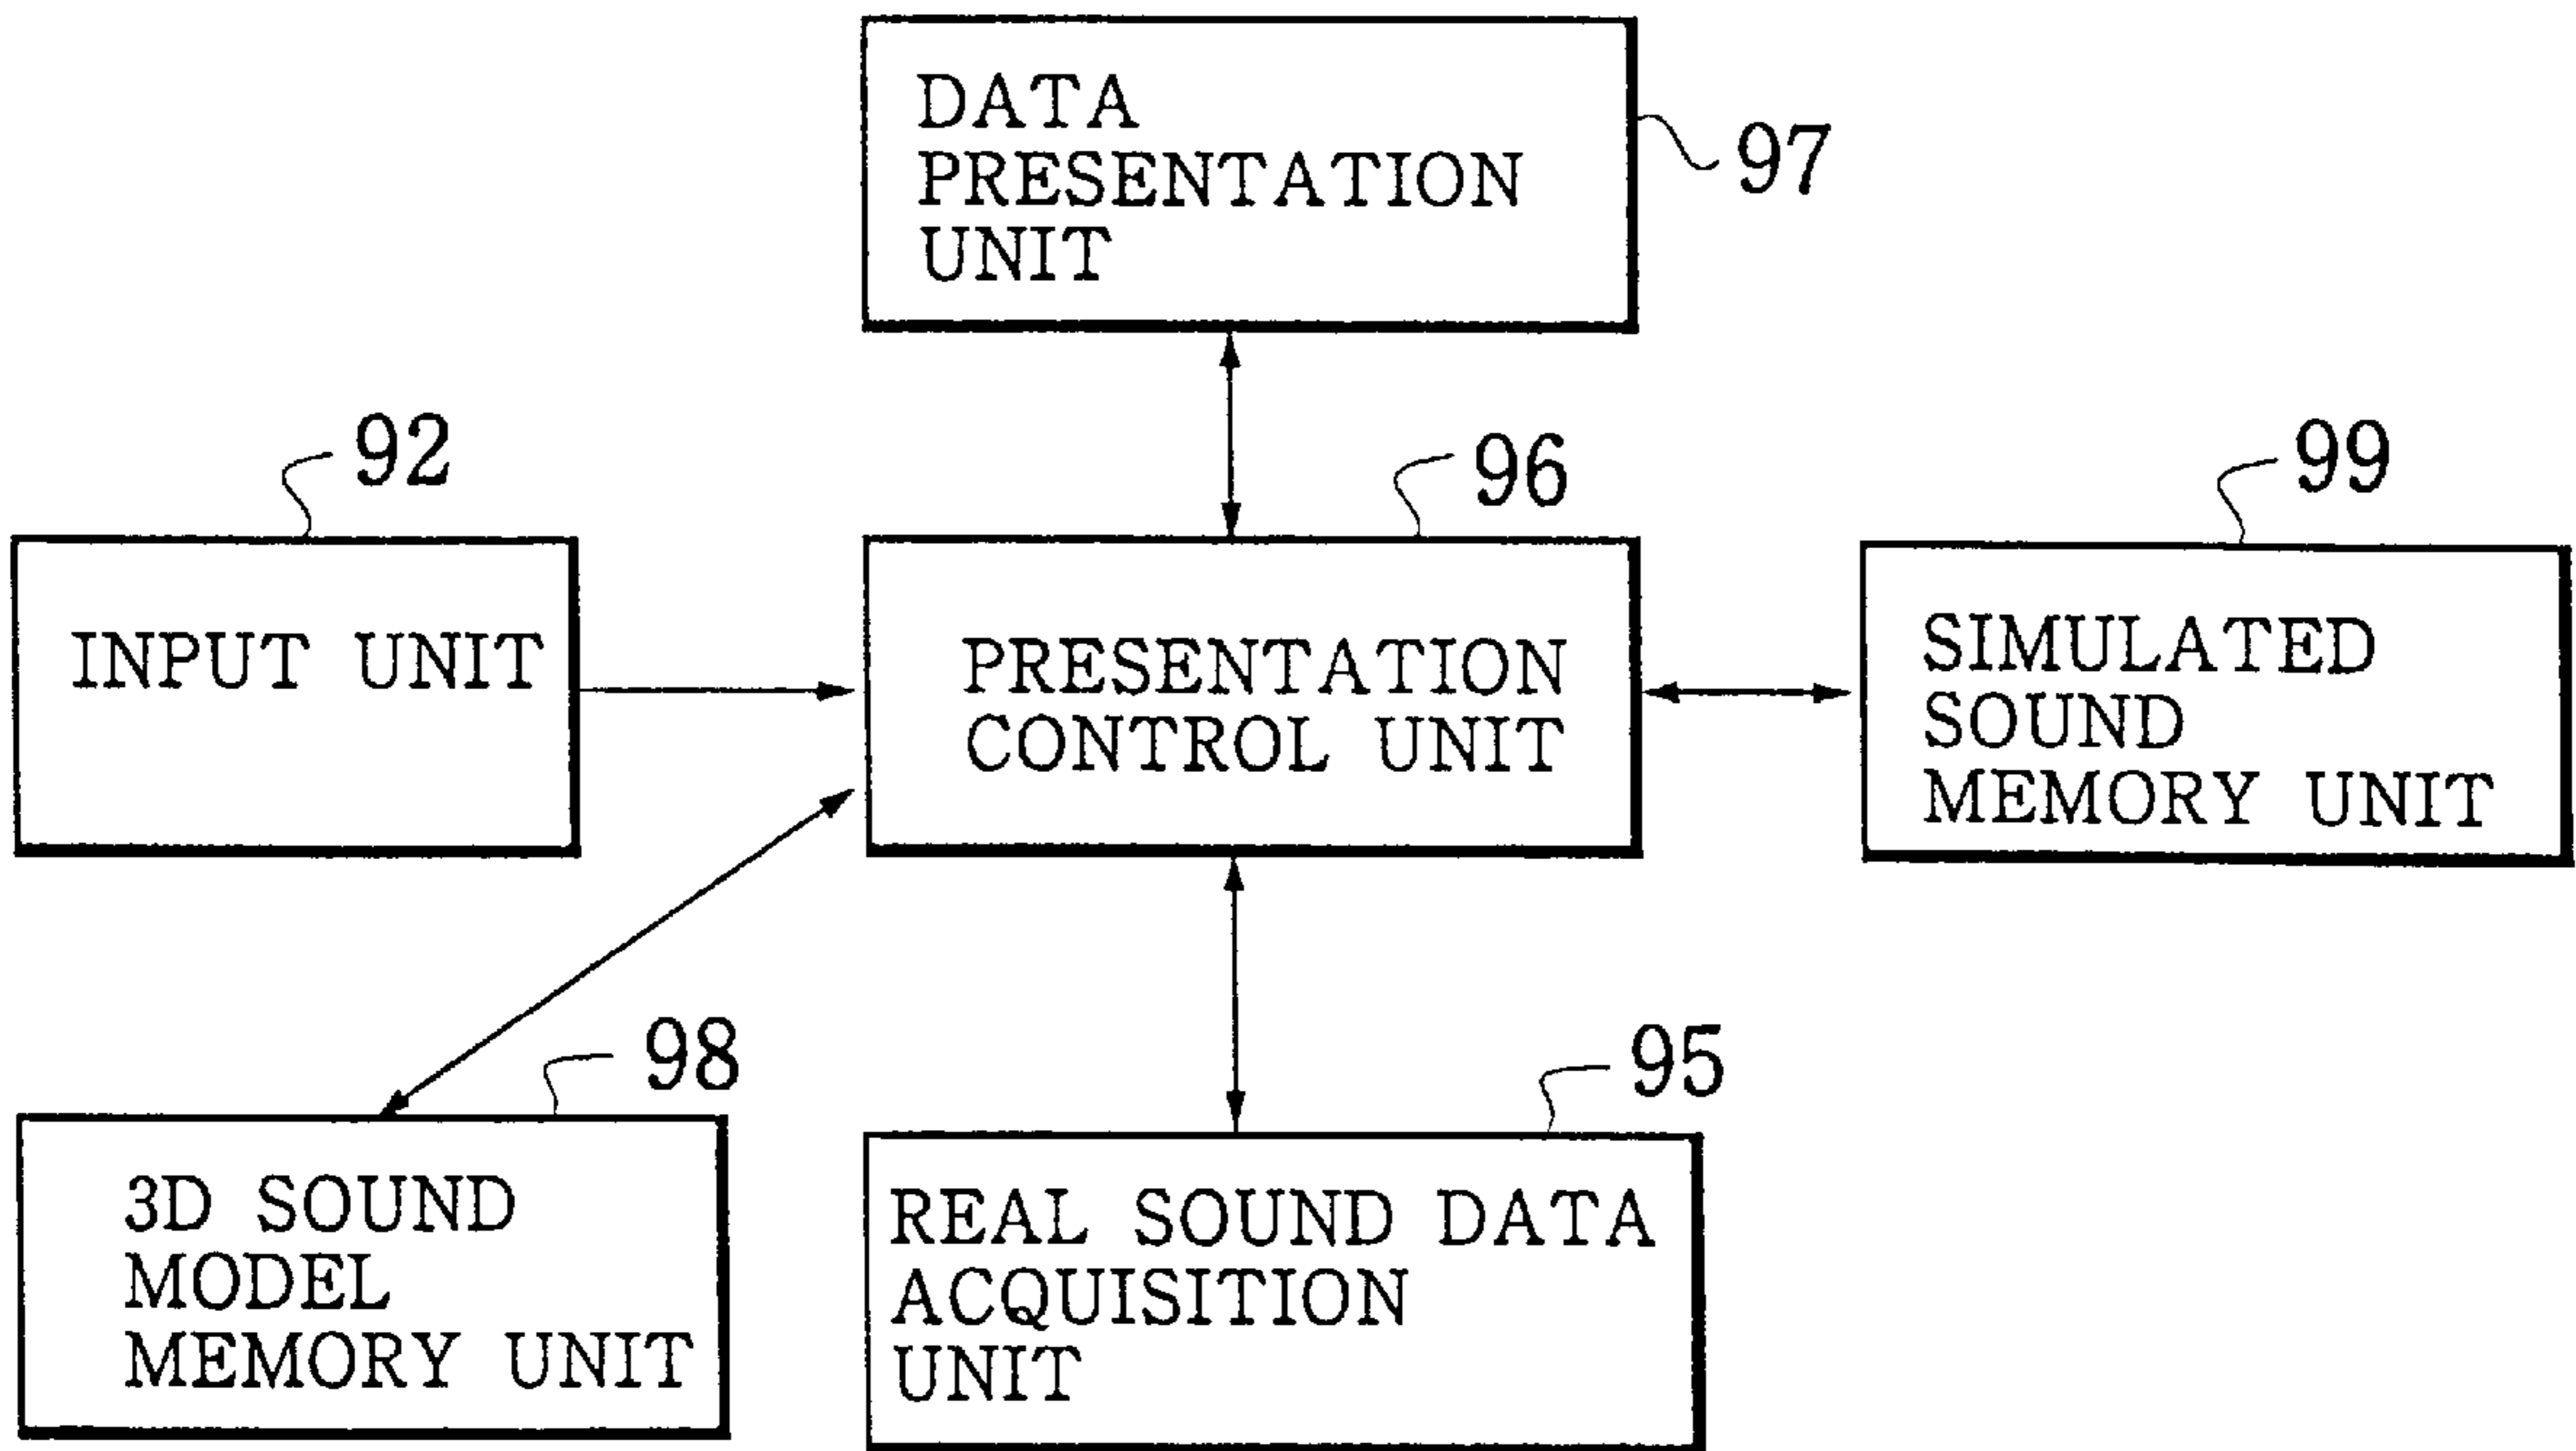 DATA
PRESENTATION
UNIT
97
92
INPUT UNIT
96
PRESENTATION
CONTROL UNIT
99
SIMULATED
SOUND
MEMORY UNIT
98
3D SOUND
MODEL
MEMORY UNIT
95
REAL SOUND DATA
ACQUISITION
UNIT